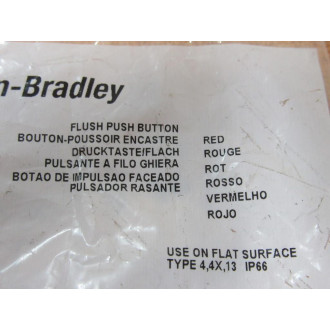 n-Bradley
FLUSH PUSH BUTTON RED
BOUTON-POUSSOIR ENCASTRE ROUGE
DRUCKTASTE/FLACH ROT
PULSANTE A FILO GHIERA ROSSO
BOTAO DE IMPULSAO FACEADO VERMELHO
PULSADOR RASANTE ROJO
USE ON FLAT SURFACE
TYPE 4,4X,13 IP66